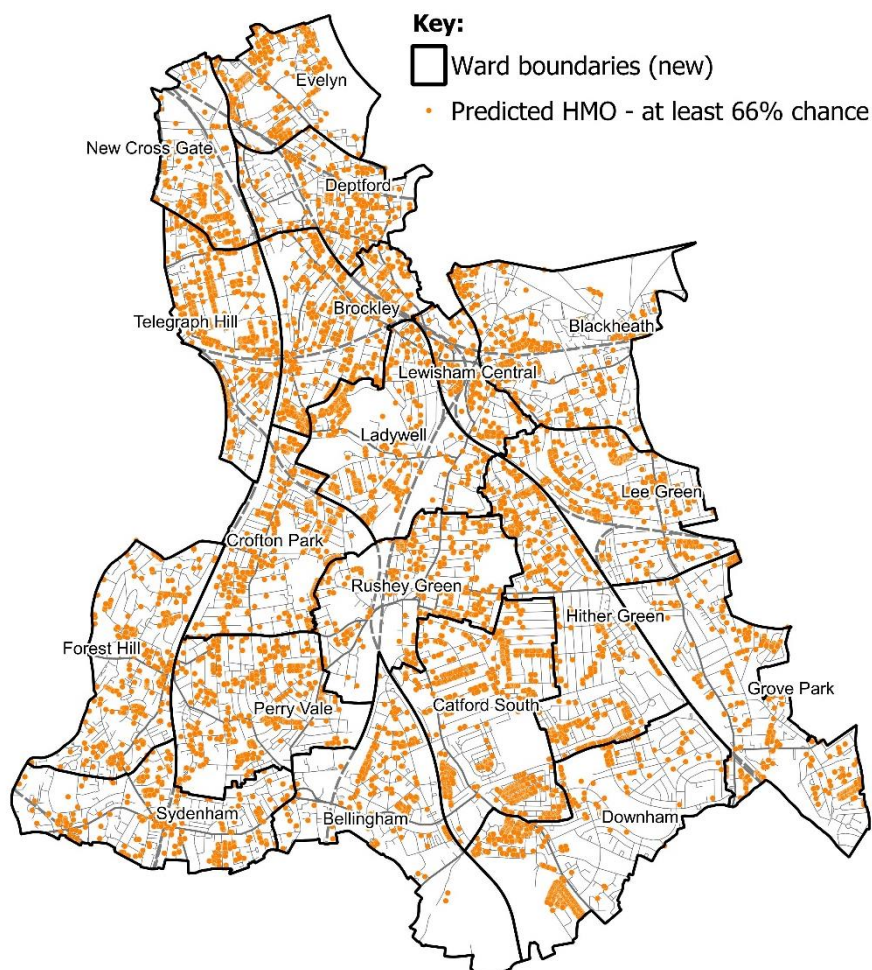 Key:
Ward boundaries (new)
Predicted HMO - at least 66% chance
Evelyn
New Cross Gate
Deptford
Telegraph Hill
Brockley
Blackheath
Lewisham Central
Ladywell
Lee Green
Crofton Park
Rushey Green
Hither Green
Forest Hill
Grove Park
Perry Vale
Catford South
Sydenham
Bellingham
Downham